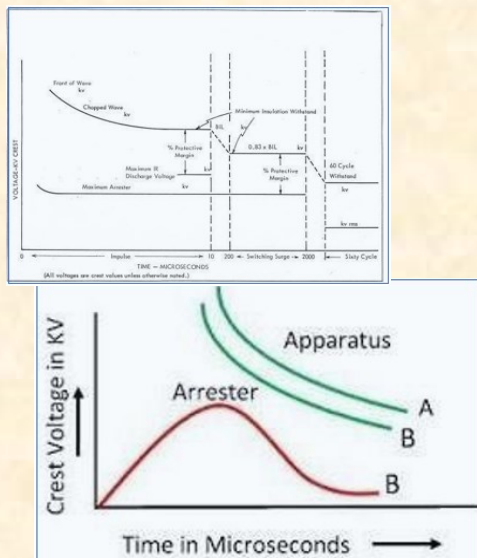 VOLTAGE-KV CREST
Front of Wave
kv
Chopped Wave
kv
Minimum Insulation Withstand
BIL
kv
0.83 x BIL
kv
% Protective
Margin
Maximum IR
Discharge Voltage
kv
Maximum Arrester
kv
% Protective
Margin
60 Cycle
Withstand
kv
kv rms
0
Impulse
10
200
Switching Surge
2000
Sixty Cycle
TIME — MICROSECONDS
(All voltages are crest values unless otherwise noted.)
Crest Voltage in KV
Apparatus
Arrester
A
B
B
Time in Microseconds